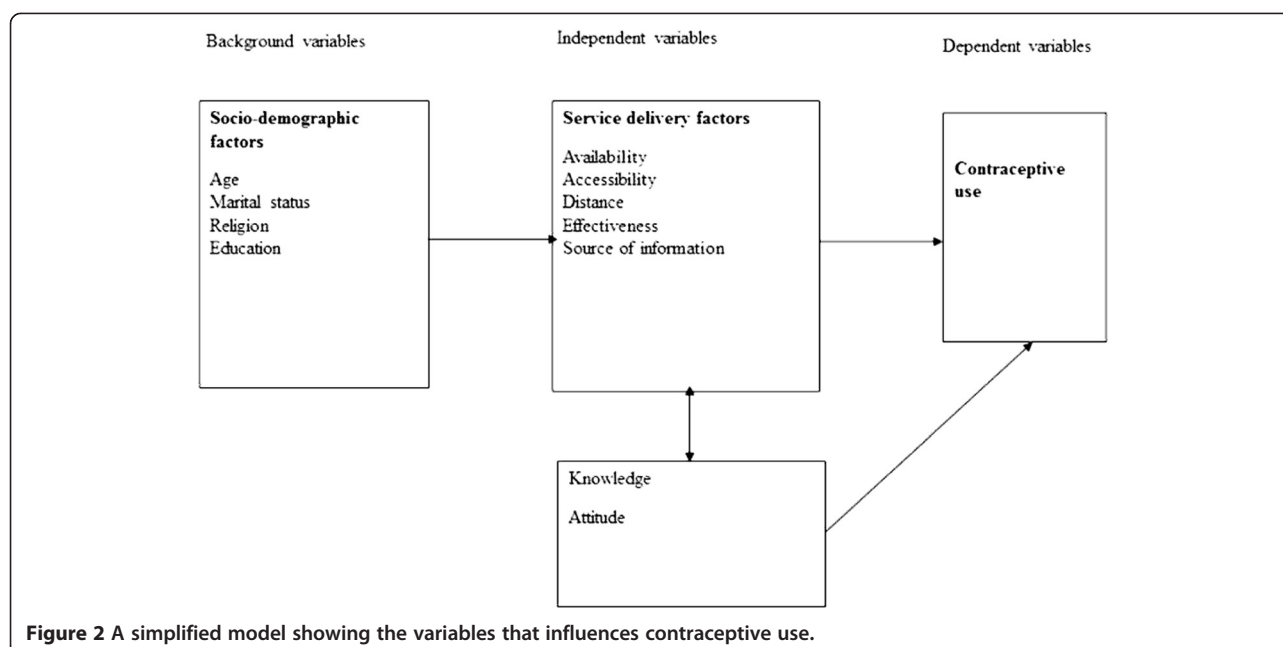 Background variables
Independent variables
Dependent variables
Socio-demographic
factors
Age
Marital status
Religion
Education
Service delivery factors
Availability
Accessibility
Distance
Effectiveness
Source of information
Contraceptive
use
Knowledge
Attitude
Figure 2 A simplified model showing the variables that influences contraceptive use.